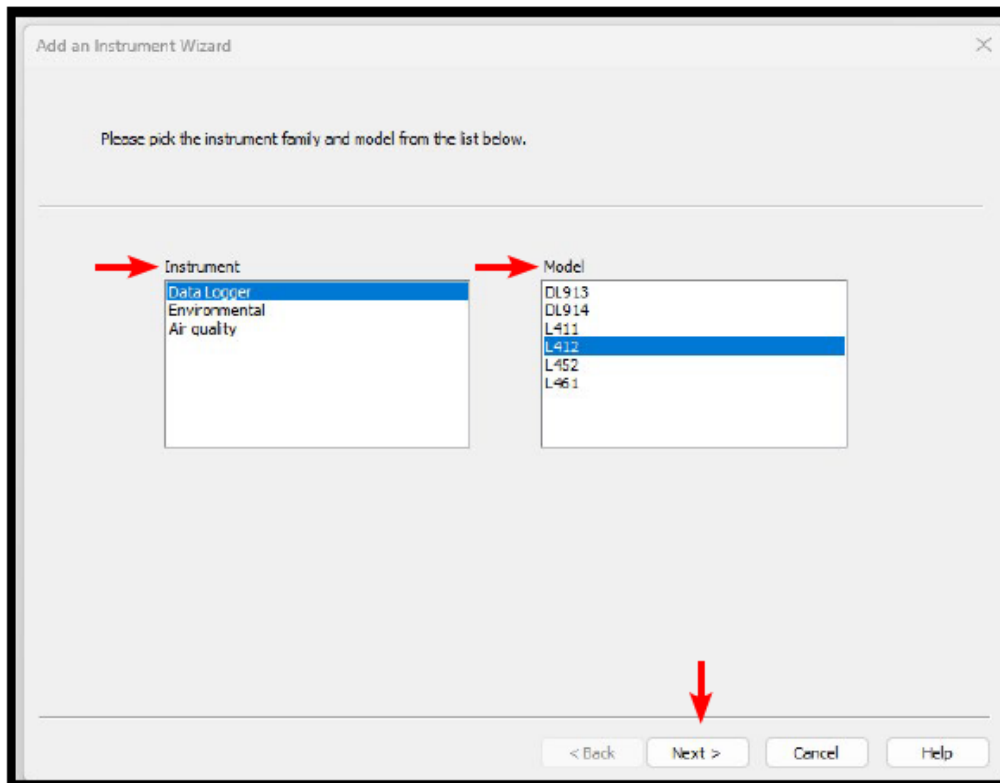 Add an Instrument Wizard
Please pick the instrument family and model from the list below.
Instrument
Data Logger
Environmental
Air quality
Model
DL913
DL914
L411
L412
L452
L461
< Back
Next >
Cancel
Help